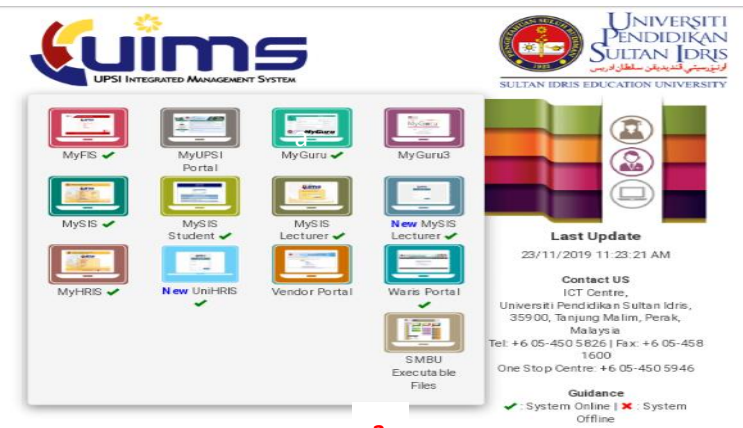 uims
UPSI INTEGRATED MANAGEMENT SYSTEM
UNIVERSITI
PENDIDIKAN
SULTAN IDRIS
اونيۏرسيتي ڤنديديقن سلطان ادريس
SULTAN IDRIS EDUCATION UNIVERSITY
MyFIS ✔
MyUPSI
Portal
MyGuru ✔
MyGuru3
MySIS ✔
MySIS
Student ✔
MySIS
Lecturer ✔
New MySIS
Lecturer ✔
MyHRIS ✔
New UniHRIS
✔
Vendor Portal
Waris Portal
✔
SMBU
Executable
Files
Last Update
23/11/2019 11:23:21 AM
Contact US
ICT Centre,
Universiti Pendidikan Sultan Idris,
35900, Tanjung Malim, Perak,
Malaysia
Tel: +6 05-450 5826 | Fax: +6 05-458
1600
One Stop Centre: +6 05-450 5946
Guidance
✔ : System Online | ✖ : System
Offline